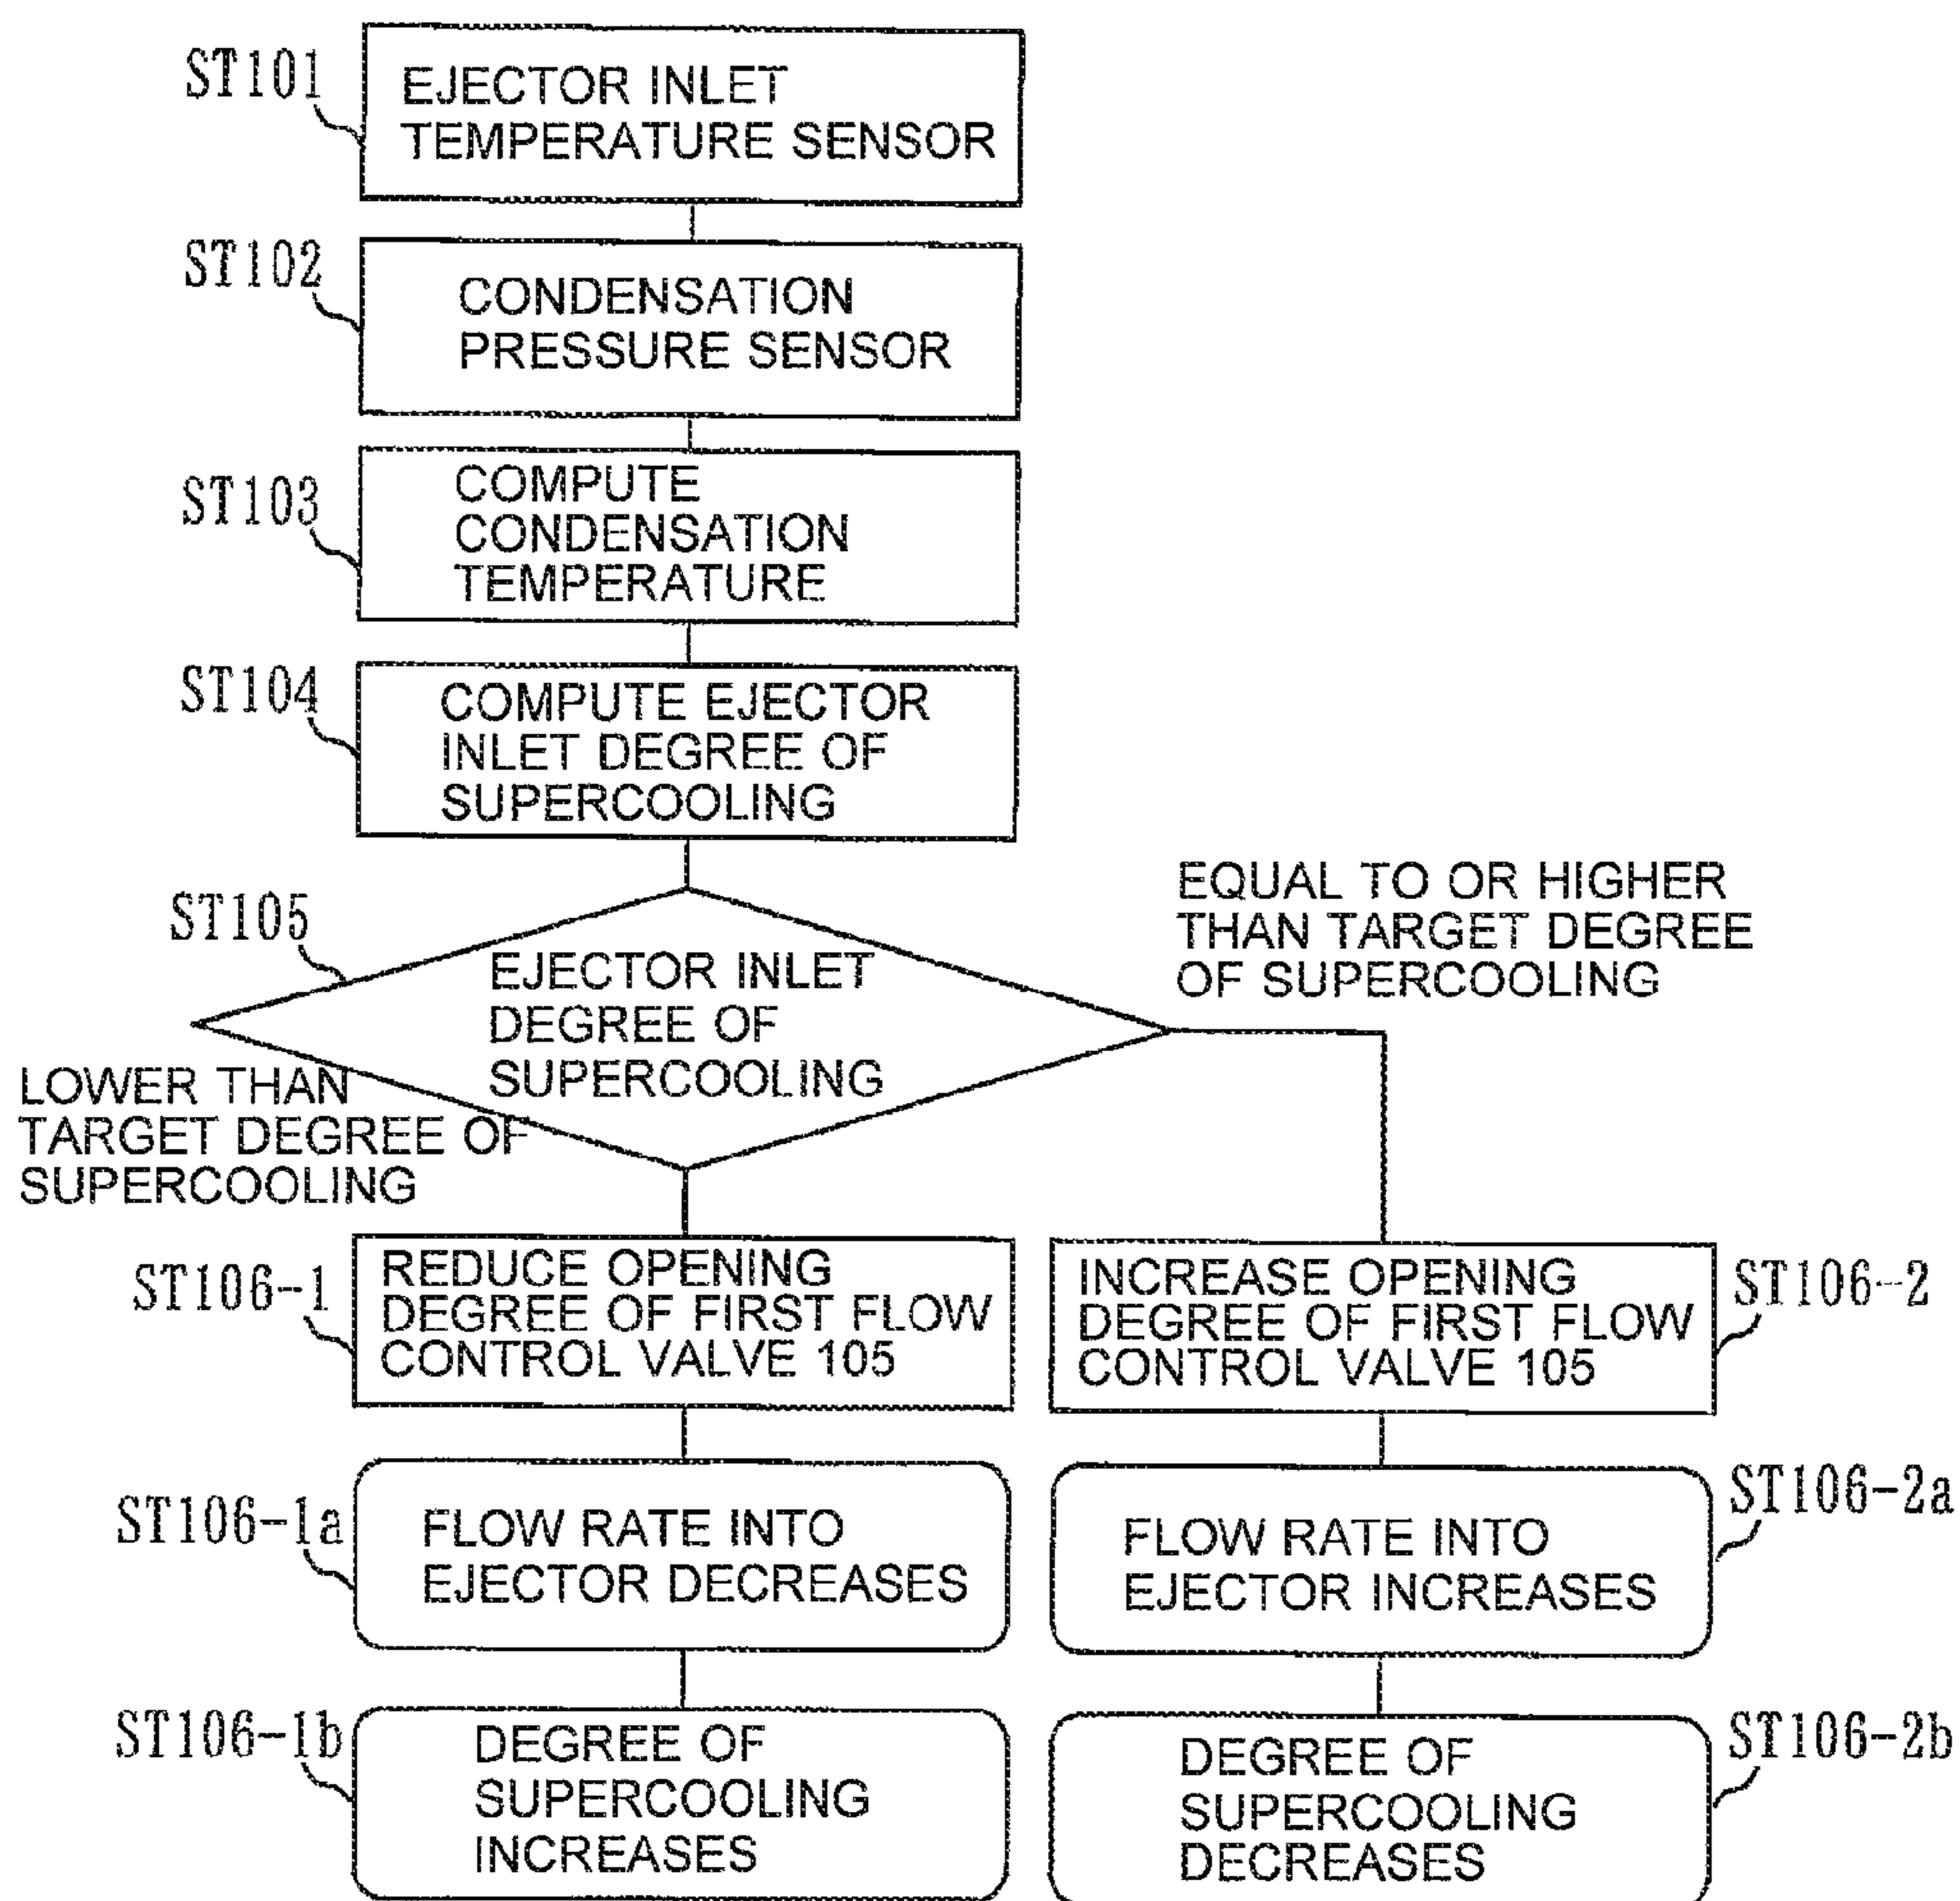 ST101
EJECTOR INLET
TEMPERATURE SENSOR
ST102
CONDENSATION
PRESSURE SENSOR
ST103
COMPUTE
CONDENSATION
TEMPERATURE
ST104
COMPUTE EJECTOR
INLET DEGREE OF
SUPERCOOLING
ST105
EJECTOR INLET
DEGREE OF
SUPERCOOLING
EQUAL TO OR HIGHER
THAN TARGET DEGREE
OF SUPERCOOLING
LOWER THAN
TARGET DEGREE OF
SUPERCOOLING
ST106-1
REDUCE OPENING
DEGREE OF FIRST FLOW
CONTROL VALVE 105
INCREASE OPENING
DEGREE OF FIRST FLOW
CONTROL VALVE 105
ST106-2
ST106-1a
FLOW RATE INTO
EJECTOR DECREASES
FLOW RATE INTO
EJECTOR INCREASES
ST106-2a
ST106-1b
DEGREE OF
SUPERCOOLING
INCREASES
DEGREE OF
SUPERCOOLING
DECREASES
ST106-2b